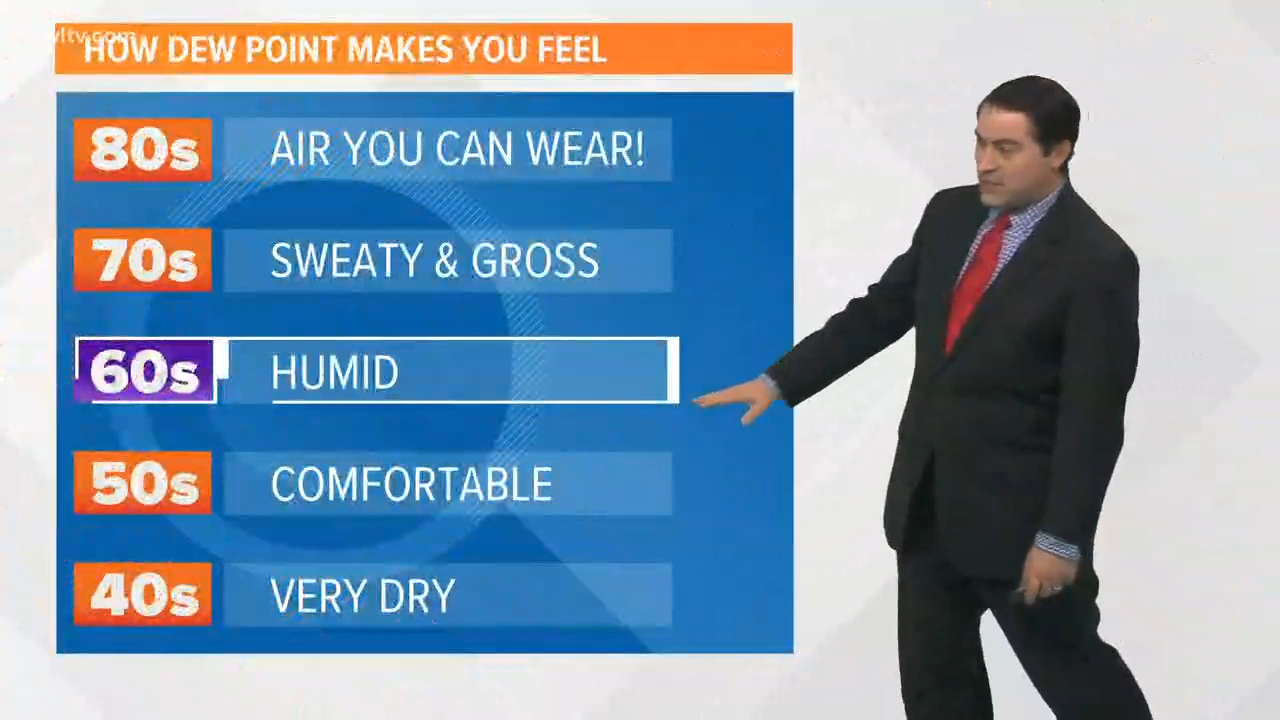 HOW DEW POINT MAKES YOU FEEL
80s AIR YOU CAN WEAR!
70s SWEATY & GROSS
60s HUMID
50s COMFORTABLE
40s VERY DRY